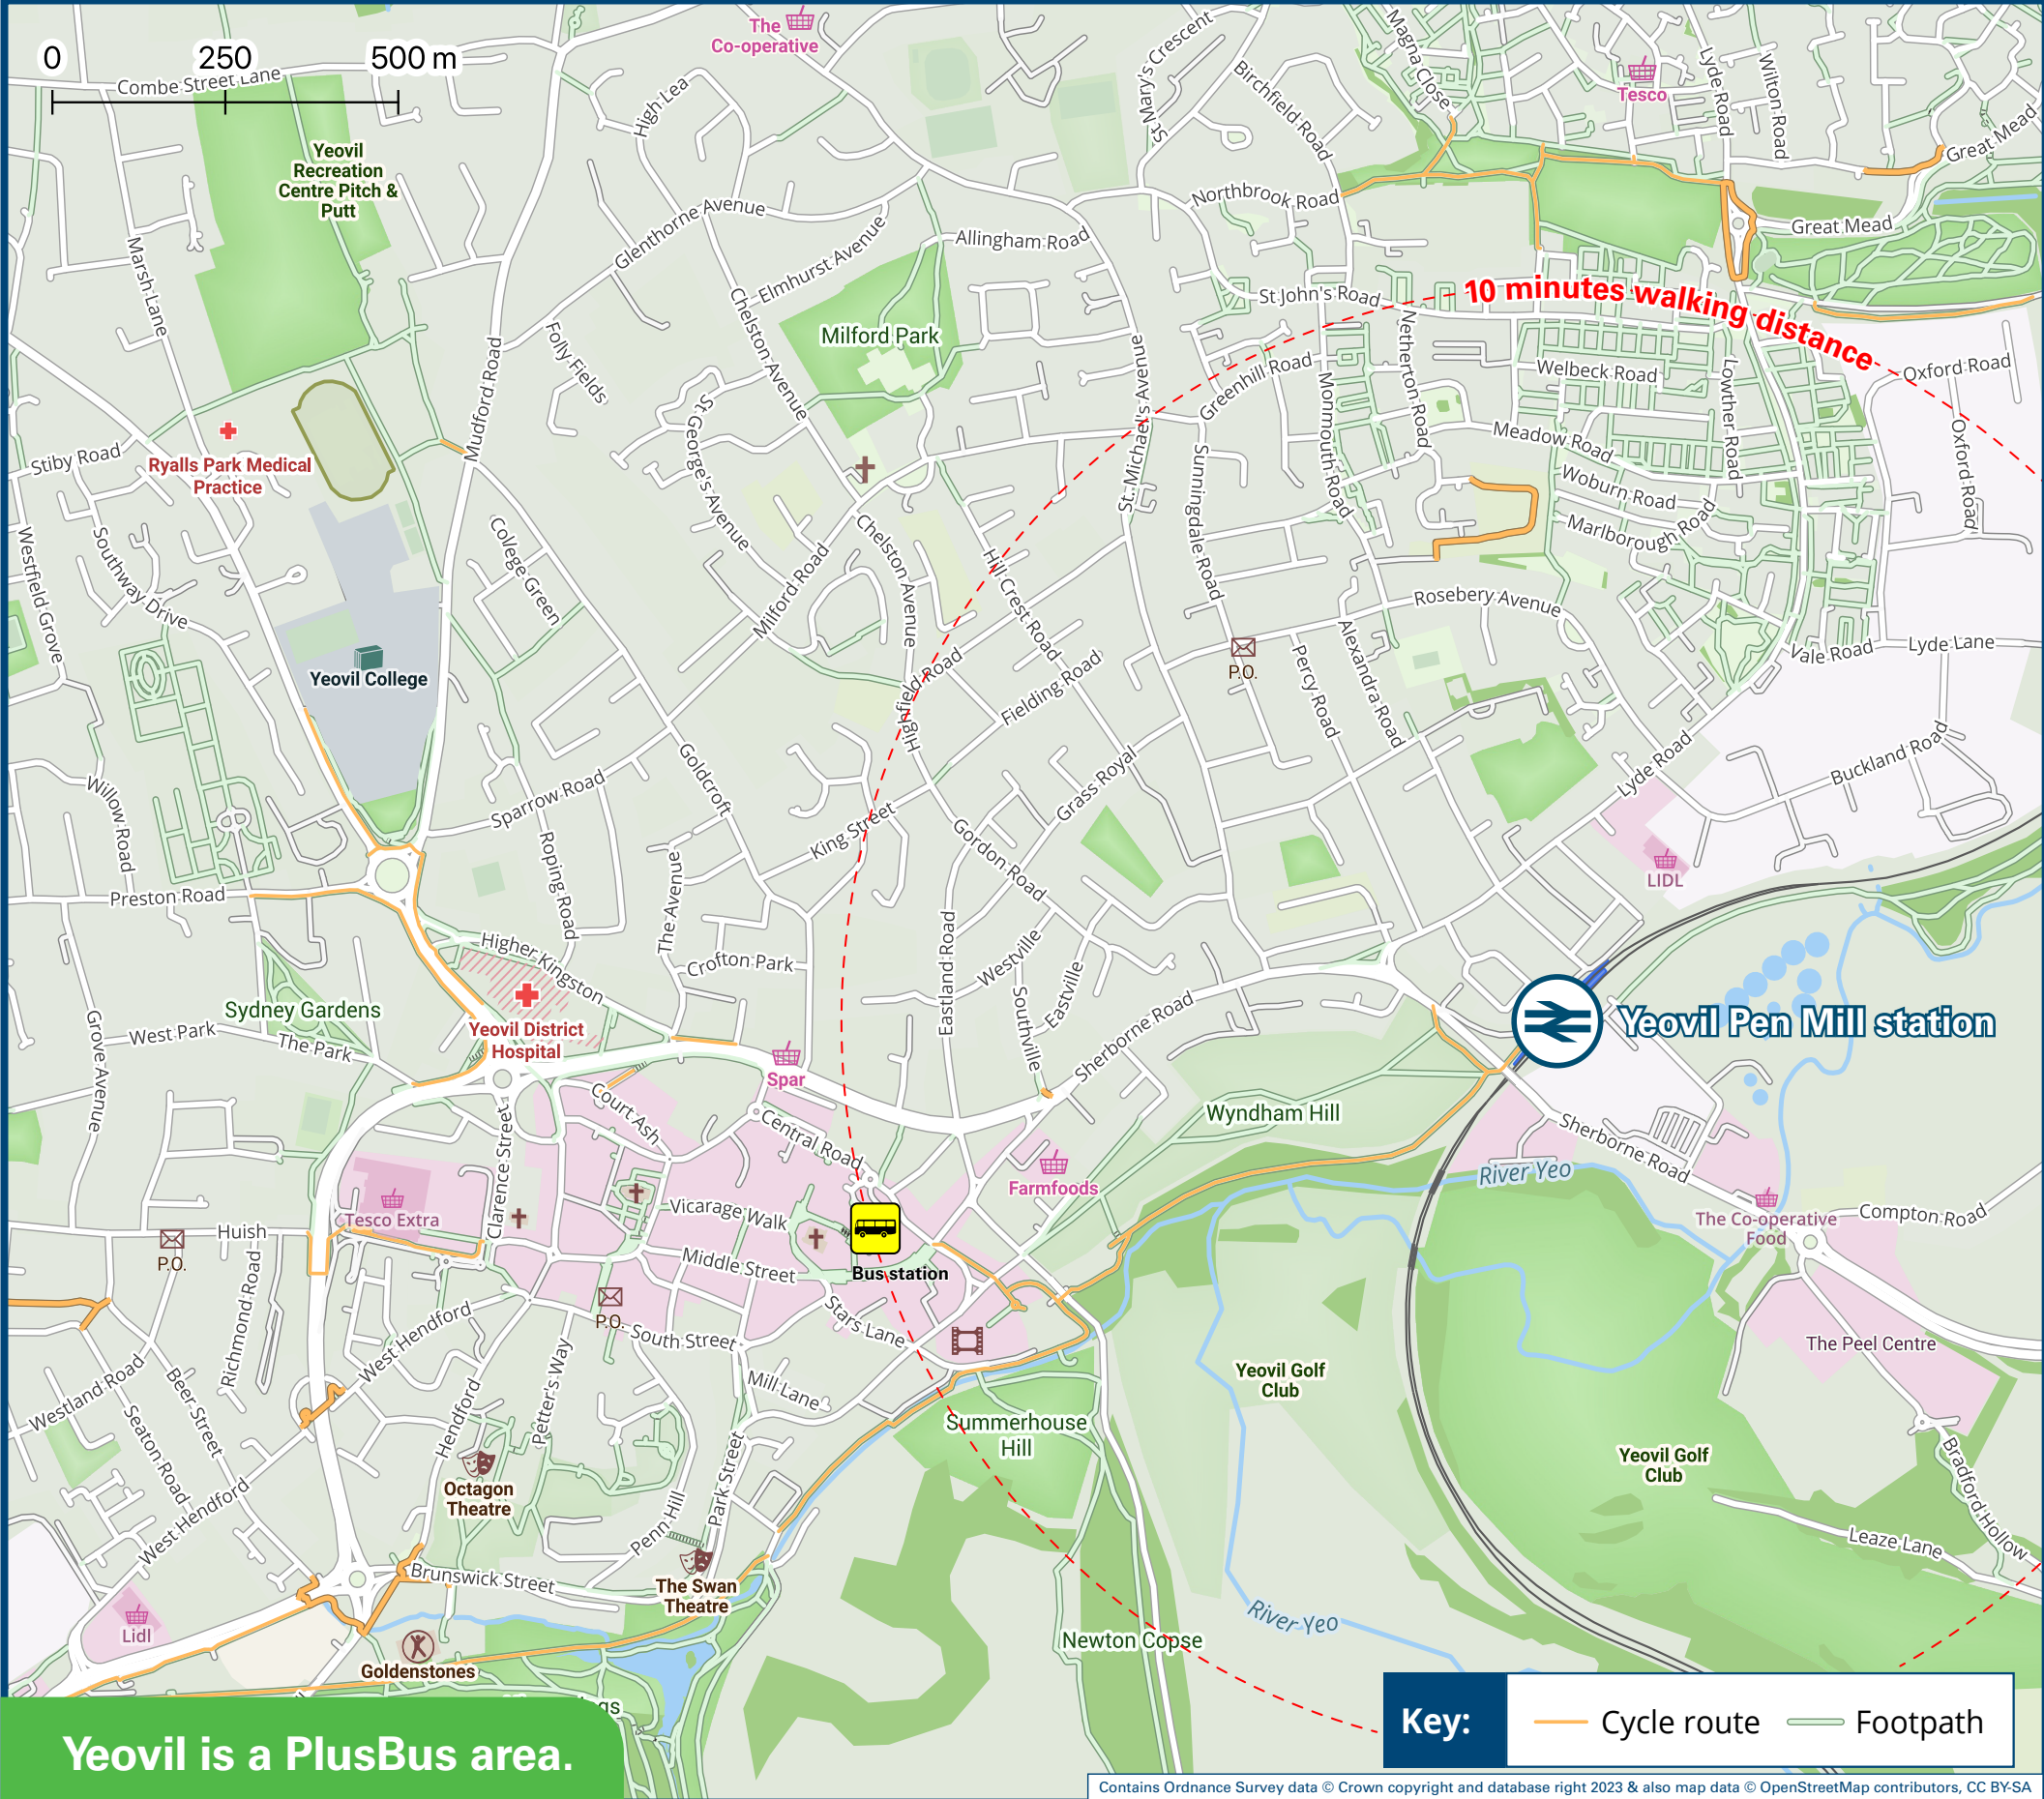 0 250 500 m
Combe Street Lane
The
Co-operative
St Mary's Crescent
Birchfield Road
Magna Close
Tesco
Lyde Road
Wilton Road
Great Mead
High Lea
Yeovil
Recreation
Centre Pitch &
Putt
Marsh Lane
Glenthorne Avenue
Elmhurst Avenue
Allingham Road
Northbrook Road
Great Mead
St John's Road
10 minutes walking distance
Milford Park
Chelston Avenue
Folly Fields
Mudford Road
St Michael's Avenue
Greenhill Road
Netherton Road
Monmouth Road
Welbeck Road
Lowther Road
Oxford Road
Oxford Road
Meadow Road
Woburn Road
Marlborough Road
Stiby Road
Ryalls Park Medical
Practice
St George's Avenue
Sunningdale Road
Southway Drive
Westfield Grove
College Green
Milford Road
Chelston Avenue
Hill Crest Road
Rosebery Avenue
Yeovil College
P.O.
Percy Road
Alexandra Road
Vale Road
Lyde Lane
Highfield Road
Fielding Road
Grass Royal
Goldcroft
Lyde Road
Buckland Road
Willow Road
Sparrow Road
King Street
Gordon Road
Roping Road
The Avenue
LIDL
Preston Road
Higher Kingston
Crofton Park
Eastland Road
Westville
Southville
Eastville
Sherborne Road
Sydney Gardens
West Park
The Park
Grove Avenue
Yeovil District
Hospital
Spar
Yeovil Pen Mill station
Court Ash
Central Road
Wyndham Hill
Clarence Street
Farmfoods
River Yeo
Sherborne Road
Tesco Extra
Huish
P.O.
Vicarage Walk
Middle Street
Bus station
The Co-operative
Food
Compton Road
Richmond Road
West Hendford
P.O.
South Street
Stars Lane
The Peel Centre
Westland Road
Beer Street
Seaton Road
Hendford
Petter's Way
Mill Lane
Summerhouse
Hill
Yeovil Golf
Club
Yeovil Golf
Club
Bradford Hollow
Octagon
Theatre
Park Street
Penn Hill
West Hendford
Brunswick Street
The Swan
Theatre
Leaze Lane
River Yeo
Newton Copse
Lidl
Goldenstones
Yeovil is a PlusBus area.
Key: Cycle route Footpath
Contains Ordnance Survey data © Crown copyright and database right 2023 & also map data © OpenStreetMap contributors, CC BY-SA